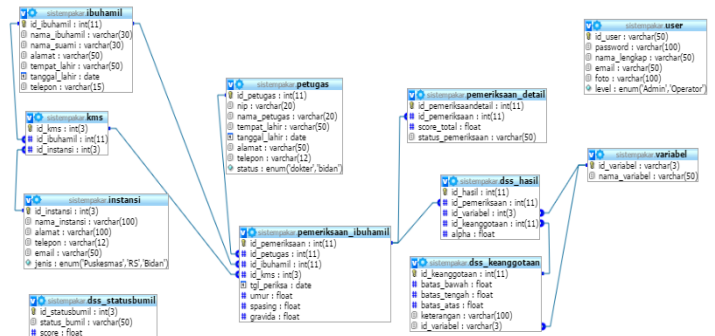 sistempakar.ibuhamil
id_ibuhamil : int(11)
nama_ibuhamil : varchar(30)
nama_suami : varchar(30)
alamat : varchar(50)
tempat_lahir : varchar(50)
tanggal_lahir : date
telepon : varchar(15)
sistempakar.kms
id_kms : int(3)
id_ibuhamil : int(11)
id_instansi : int(3)
sistempakar.instansi
id_instansi : int(3)
nama_instansi : varchar(100)
alamat : varchar(100)
telepon : varchar(12)
email : varchar(50)
jenis : enum('Puskesmas','RS','Bidan')
sistempakar.dss_statusbumil
id_statusbumil : int(3)
status_bumil : varchar(50)
score : float
sistempakar.petugas
id_petugas : int(11)
nip : varchar(20)
nama_petugas : varchar(20)
tempat_lahir : varchar(50)
tanggal_lahir : date
alamat : varchar(50)
telepon : varchar(12)
status : enum('dokter','bidan')
sistempakar.pemeriksaan_ibuhamil
id_pemeriksaan : int(11)
id_petugas : int(11)
id_ibuhamil : int(11)
id_kms : int(3)
tgl_periksa : date
umur : float
spasing : float
gravida : float
sistempakar.pemeriksaan_detail
id_pemeriksaandetail : int(11)
id_pemeriksaan : int(11)
score_total : float
status_pemeriksaan : varchar(50)
sistempakar.dss_hasil
id_hasil : int(11)
id_pemeriksaan : int(11)
id_variabel : int(3)
id_keanggotaan : int(11)
alpha : float
sistempakar.dss_keanggotaan
id_keanggotaan : int(11)
batas_bawah : float
batas_tengah : float
batas_atas : float
keterangan : varchar(100)
id_variabel : varchar(3)
sistempakar.user
id_user : varchar(50)
password : varchar(100)
nama_lengkap : varchar(50)
email : varchar(50)
foto : varchar(100)
level : enum('Admin','Operator')
sistempakar.variabel
id_variabel : varchar(3)
nama_variabel : varchar(50)